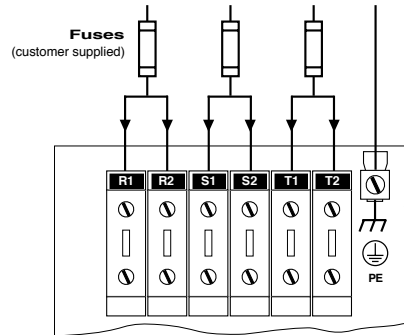 Fuses
(customer supplied)
R1 R2 S1 S2 T1 T2
PE